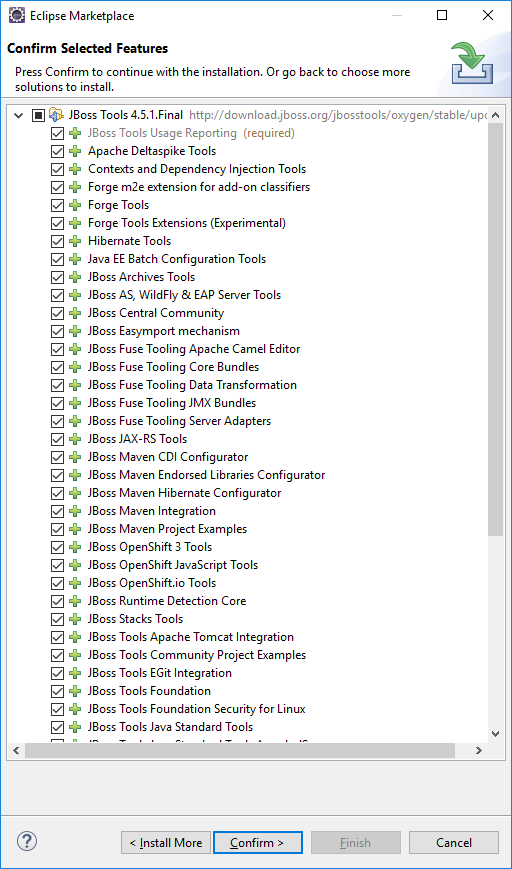 Eclipse Marketplace
Confirm Selected Features
Press Confirm to continue with the installation. Or go back to choose more
solutions to install.
JBoss Tools 4.5.1.Final http://download.jboss.org/jbosstools/oxygen/stable/upd
JBoss Tools Usage Reporting (required)
Apache Deltaspike Tools
Contexts and Dependency Injection Tools
Forge m2e extension for add-on classifiers
Forge Tools
Forge Tools Extensions (Experimental)
Hibernate Tools
Java EE Batch Configuration Tools
JBoss Archives Tools
JBoss AS, WildFly & EAP Server Tools
JBoss Central Community
JBoss Easymport mechanism
JBoss Fuse Tooling Apache Camel Editor
JBoss Fuse Tooling Core Bundles
JBoss Fuse Tooling Data Transformation
JBoss Fuse Tooling JMX Bundles
JBoss Fuse Tooling Server Adapters
JBoss JAX-RS Tools
JBoss Maven CDI Configurator
JBoss Maven Endorsed Libraries Configurator
JBoss Maven Hibernate Configurator
JBoss Maven Integration
JBoss Maven Project Examples
JBoss OpenShift 3 Tools
JBoss OpenShift JavaScript Tools
JBoss OpenShift.io Tools
JBoss Runtime Detection Core
JBoss Stacks Tools
JBoss Tools Apache Tomcat Integration
JBoss Tools Community Project Examples
JBoss Tools EGit Integration
JBoss Tools Foundation
JBoss Tools Foundation Security for Linux
JBoss Tools Java Standard Tools
? < Install More Confirm > Finish Cancel